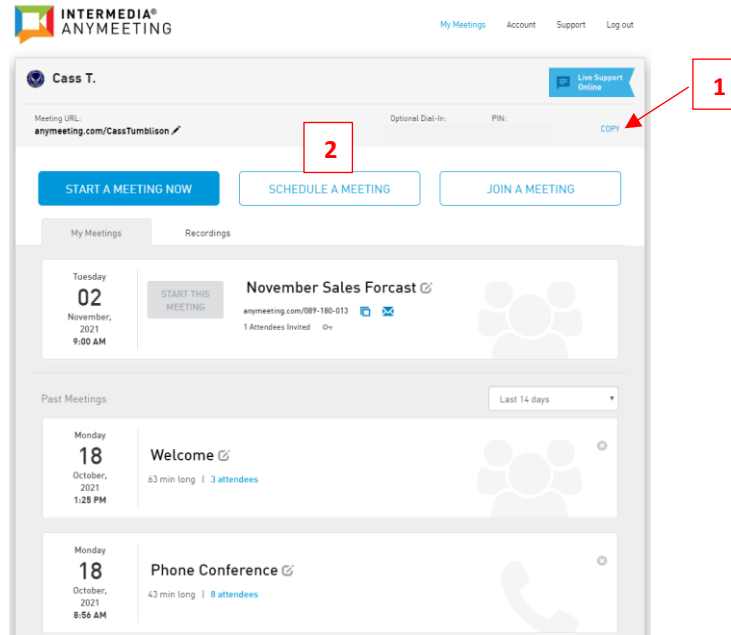 INTERMEDIA®
ANYMEETING
My Meetings Account Support Log out
Cass T.
Live Support
Online
1
Meeting URL:
anymeeting.com/CassTumblison
Optional Dial-In:
PIN:
COPY
2
START A MEETING NOW
SCHEDULE A MEETING
JOIN A MEETING
My Meetings
Recordings
Tuesday
02
November,
2021
9:00 AM
START THIS
MEETING
November Sales Forcast
anymeeting.com/089-180-013
1 Attendees Invited
Past Meetings
Last 14 days
Monday
18
October,
2021
1:25 PM
Welcome
63 min long | 3 attendees
Monday
18
October,
2021
8:56 AM
Phone Conference
43 min long | 8 attendees